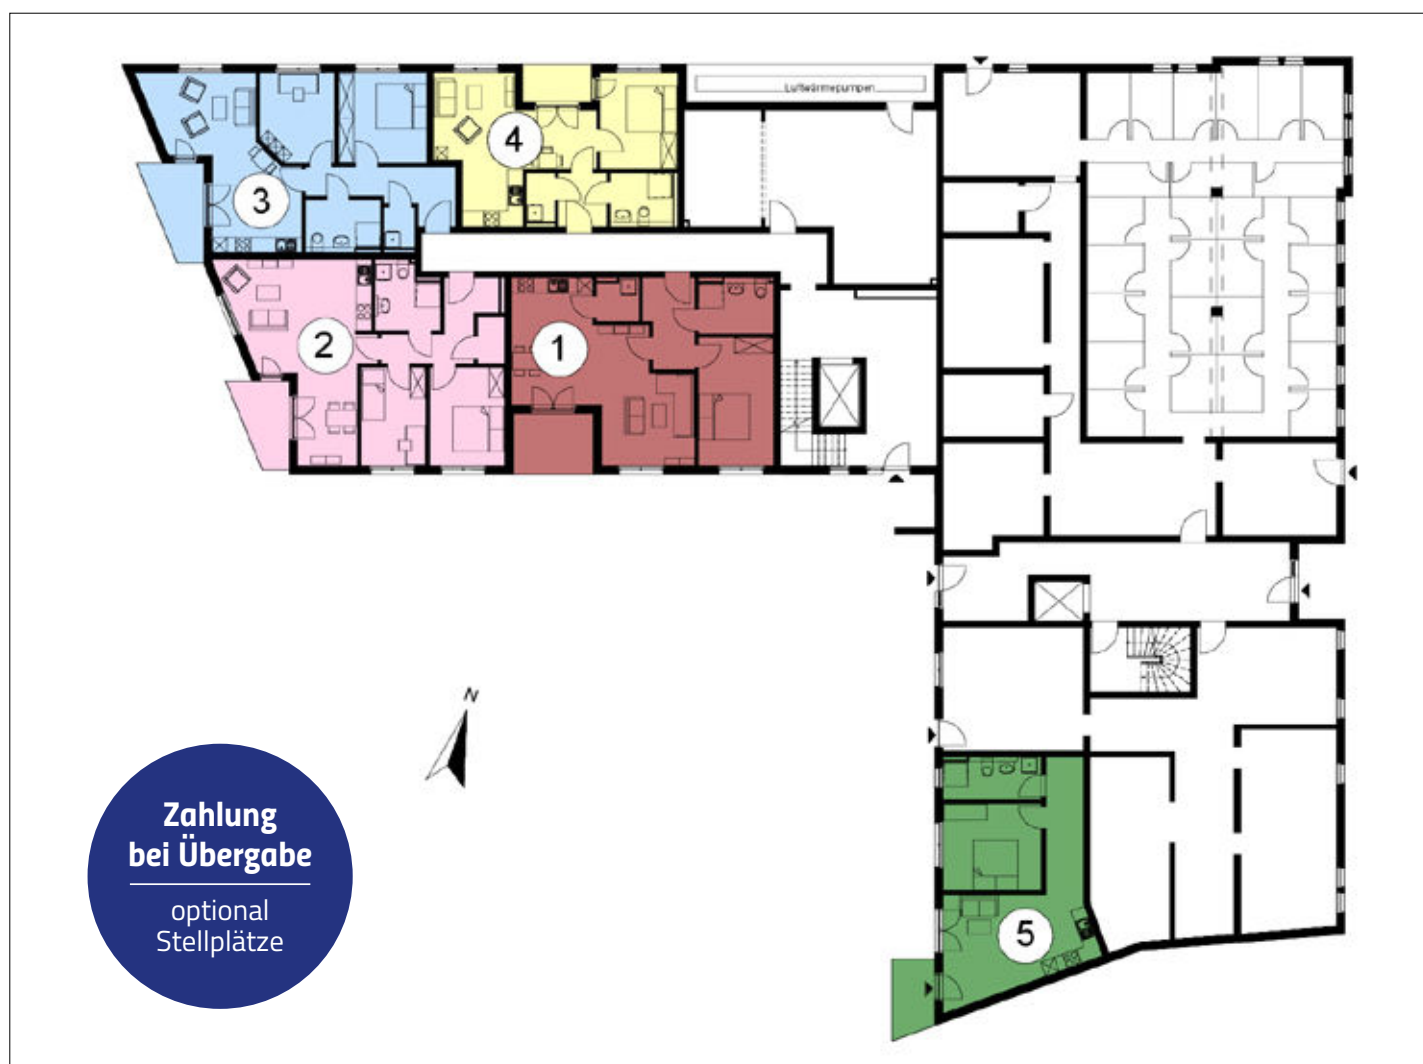 Luftwärmepumpen
4
3
2
1
N
Zahlung
bei Übergabe
optional
Stellplätze
5